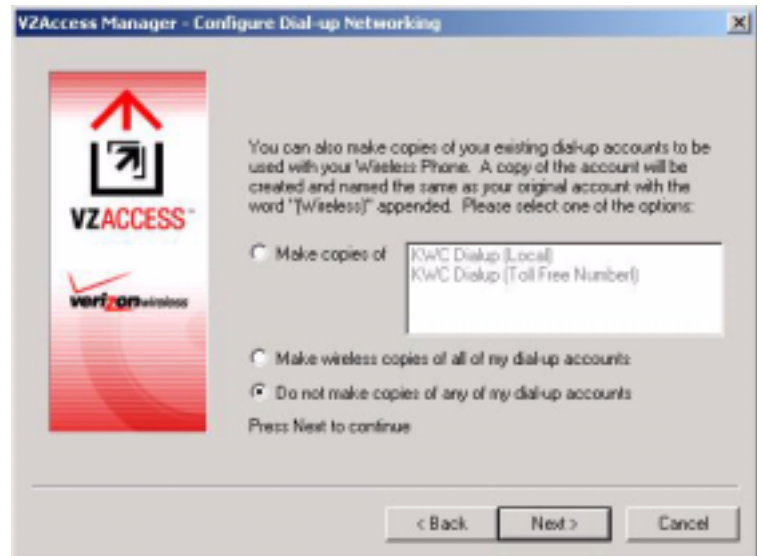 VZAccess Manager - Configure Dial-up Networking
VZACCESS
verizonwireless
You can also make copies of your existing dial-up accounts to be
used with your Wireless Phone. A copy of the account will be
created and named the same as your original account with the
word "(Wireless)" appended. Please select one of the options:
Make copies of
KWC Dialup (Local)
KWC Dialup (Toll Free Number!)
Make wireless copies of all of my dial-up accounts
Do not make copies of any of my dial-up accounts
Press Next to continue
< Back
Next >
Cancel